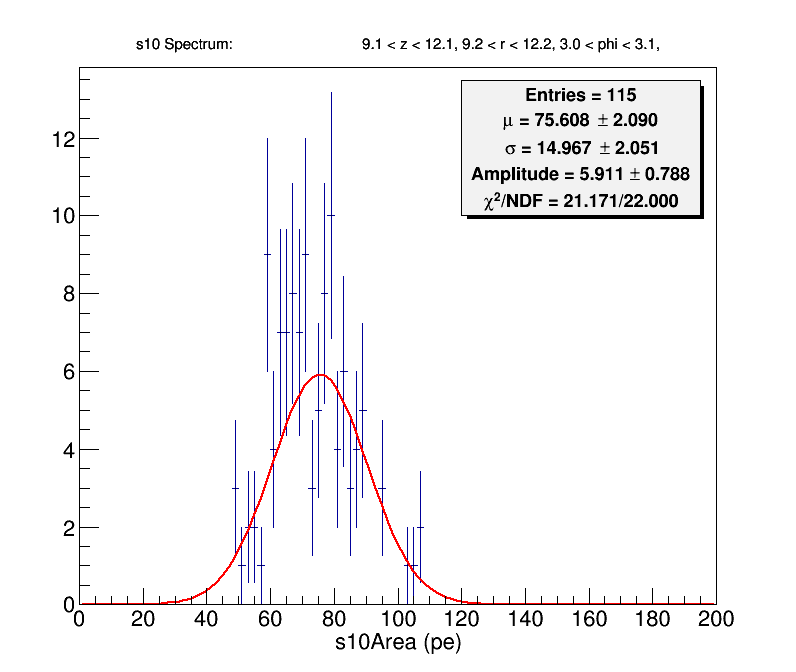 s10 Spectrum: 9.1 < z < 12.1, 9.2 < r < 12.2, 3.0 < phi < 3.1,
Entries = 115
μ = 75.608 ± 2.090
σ = 14.967 ± 2.051
Amplitude = 5.911 ± 0.788
χ²/NDF = 21.171/22.000
12
10
8
6
4
2
0
0 20 40 60 80 100 120 140 160 180 200
s10Area (pe)